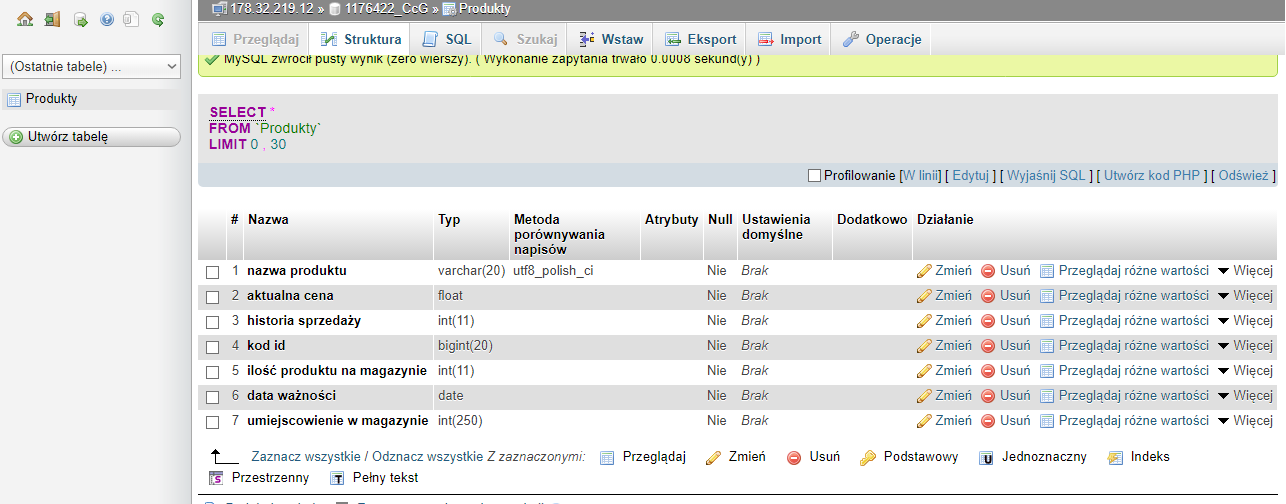 178.32.219.12 » 1176422_CcG » Produkty
Przeglądaj Struktura SQL Szukaj Wstaw Eksport Import Operacje
(Ostatnie tabele) ...
Produkty
Utwórz tabelę
MySQL zwrócił pusty wynik (zero wierszy). ( Wykonanie zapytania trwało 0.0008 sekund(y) )
SELECT *
FROM `Produkty`
LIMIT 0 , 30
Profilowanie [W linii] [ Edytuj ] [ Wyjaśnij SQL ] [ Utwórz kod PHP ] [ Odśwież ]
# Nazwa Typ Metoda porównywania napisów Atrybuty Null Ustawienia domyślne Dodatkowo Działanie
1 nazwa produktu varchar(20) utf8_polish_ci Nie Brak Zmień Usuń Przeglądaj różne wartości Więcej
2 aktualna cena float Nie Brak Zmień Usuń Przeglądaj różne wartości Więcej
3 historia sprzedaży int(11) Nie Brak Zmień Usuń Przeglądaj różne wartości Więcej
4 kod id bigint(20) Nie Brak Zmień Usuń Przeglądaj różne wartości Więcej
5 ilość produktu na magazynie int(11) Nie Brak Zmień Usuń Przeglądaj różne wartości Więcej
6 data ważności date Nie Brak Zmień Usuń Przeglądaj różne wartości Więcej
7 umiejscowienie w magazynie int(250) Nie Brak Zmień Usuń Przeglądaj różne wartości Więcej
Zaznacz wszystkie / Odznacz wszystkie Z zaznaczonymi: Przeglądaj Zmień Usuń Podstawowy Jednoznaczny Indeks
Przestrzenny Pełny tekst